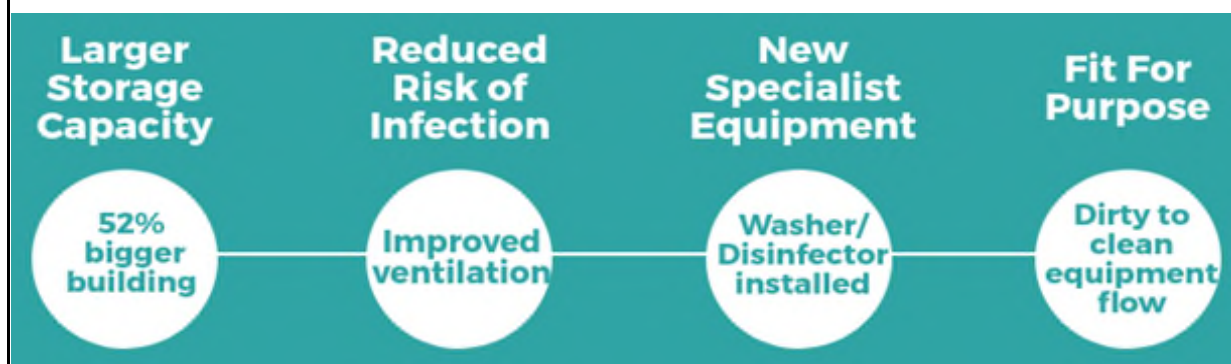 Larger
Storage
Capacity
52%
bigger
building
Reduced
Risk of
Infection
Improved
ventilation
New
Specialist
Equipment
Washer/
Disinfector
installed
Fit For
Purpose
Dirty to
clean
equipment
flow